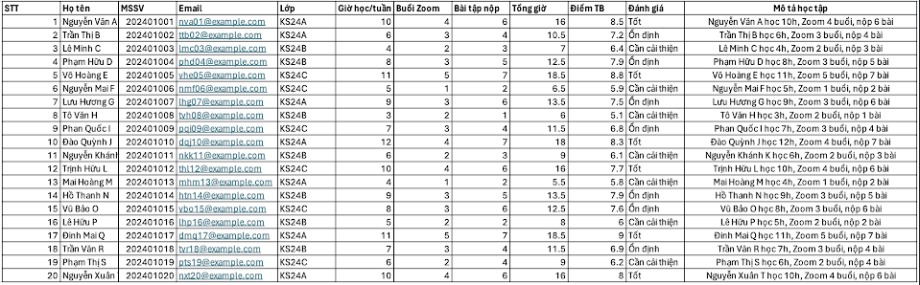 STT Họ tên MSSV Email Lớp Giờ học/tuần Buổi Zoom Bài tập nộp Tổng giờ Điểm TB Đánh giá Mô tả học tập
1 Nguyễn Văn A 202401001 nva01@example.com KS24A 10 4 6 16 8.5 Tốt Nguyễn Văn A học 10h, Zoom 4 buổi, nộp 6 bài
2 Trần Thị B 202401002 ttb02@example.com KS24A 6 3 4 10.5 7.2 Ổn định Trần Thị B học 6h, Zoom 3 buổi, nộp 4 bài
3 Lê Minh C 202401003 lmc03@example.com KS24B 4 2 3 7 6.4 Cần cải thiện Lê Minh C học 4h, Zoom 2 buổi, nộp 3 bài
4 Phạm Hữu D 202401004 phd04@example.com KS24B 8 3 5 12.5 7.9 Ổn định Phạm Hữu D học 8h, Zoom 3 buổi, nộp 5 bài
5 Võ Hoàng E 202401005 vhe05@example.com KS24C 11 5 7 18.5 8.8 Tốt Võ Hoàng E học 11h, Zoom 5 buổi, nộp 7 bài
6 Nguyễn Mai F 202401006 nmf06@example.com KS24C 5 1 2 6.5 5.9 Cần cải thiện Nguyễn Mai F học 5h, Zoom 1 buổi, nộp 2 bài
7 Lưu Hương G 202401007 lhg07@example.com KS24A 9 3 6 13.5 7.5 Ổn định Lưu Hương G học 9h, Zoom 3 buổi, nộp 6 bài
8 Tô Văn H 202401008 tvh08@example.com KS24B 3 2 1 6 5.1 Cần cải thiện Tô Văn H học 3h, Zoom 2 buổi, nộp 1 bài
9 Phan Quốc I 202401009 pqi09@example.com KS24C 7 3 4 11.5 6.8 Ổn định Phan Quốc I học 7h, Zoom 3 buổi, nộp 4 bài
10 Đào Quỳnh J 202401010 dqj10@example.com KS24A 12 4 7 18 8.3 Tốt Đào Quỳnh J học 12h, Zoom 4 buổi, nộp 7 bài
11 Nguyễn Khánh 202401011 nkk11@example.com KS24B 6 2 3 9 6.1 Cần cải thiện Nguyễn Khánh K học 6h, Zoom 2 buổi, nộp 3 bài
12 Trịnh Hữu L 202401012 thl12@example.com KS24C 10 4 6 16 7.7 Tốt Trịnh Hữu L học 10h, Zoom 4 buổi, nộp 6 bài
13 Mai Hoàng M 202401013 mhm13@example.com KS24A 4 1 2 5.5 5.8 Cần cải thiện Mai Hoàng M học 4h, Zoom 1 buổi, nộp 2 bài
14 Hồ Thanh N 202401014 htn14@example.com KS24B 9 3 5 13.5 7.9 Ổn định Hồ Thanh N học 9h, Zoom 3 buổi, nộp 5 bài
15 Vũ Bảo O 202401015 vbo15@example.com KS24C 8 3 6 12.5 7.6 Ổn định Vũ Bảo O học 8h, Zoom 3 buổi, nộp 6 bài
16 Lê Hữu P 202401016 lhp16@example.com KS24B 5 2 2 8 6 Cần cải thiện Lê Hữu P học 5h, Zoom 2 buổi, nộp 2 bài
17 Đinh Mai Q 202401017 dmq17@example.com KS24A 11 5 7 18.5 9 Tốt Đinh Mai Q học 11h, Zoom 5 buổi, nộp 7 bài
18 Trần Văn R 202401018 tvr18@example.com KS24B 7 3 4 11.5 6.9 Ổn định Trần Văn R học 7h, Zoom 3 buổi, nộp 4 bài
19 Phạm Thị S 202401019 pts19@example.com KS24C 6 2 4 9 6.2 Cần cải thiện Phạm Thị S học 6h, Zoom 2 buổi, nộp 4 bài
20 Nguyễn Xuân 202401020 nxt20@example.com KS24A 10 4 6 16 8 Tốt Nguyễn Xuân T học 10h, Zoom 4 buổi, nộp 6 bài